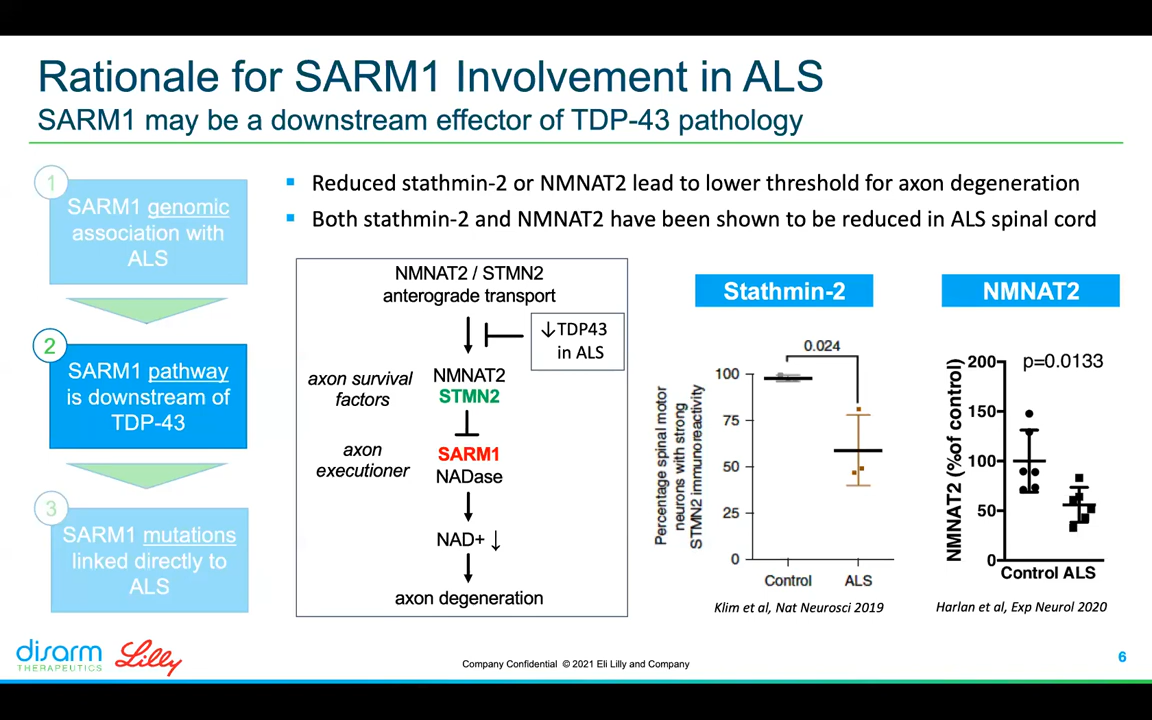 Rationale for SARM1 Involvement in ALS
SARM1 may be a downstream effector of TDP-43 pathology
1
SARM1 genomic
association with
ALS
2
SARM1 pathway
is downstream of
TDP-43
3
SARM1 mutations
linked directly to
ALS
Reduced stathmin-2 or NMNAT2 lead to lower threshold for axon degeneration
Both stathmin-2 and NMNAT2 have been shown to be reduced in ALS spinal cord
NMNAT2 / STMN2
anterograde transport
↓TDP43
in ALS
axon survival
factors
NMNAT2
STMN2
axon
executioner
SARM1
NADase
NAD+ ↓
axon degeneration
Stathmin-2
0.024
Percentage spinal motor
neurons with strong
STMN2 immunoreactivity
100
75
50
25
0
Control ALS
Klim et al, Nat Neurosci 2019
NMNAT2
p=0.0133
NMNAT2 (%of control)
200
150
100
50
0
Control ALS
Harlan et al, Exp Neurol 2020
disarm
THERAPEUTICS
Lilly
Company Confidential © 2021 Eli Lilly and Company
6